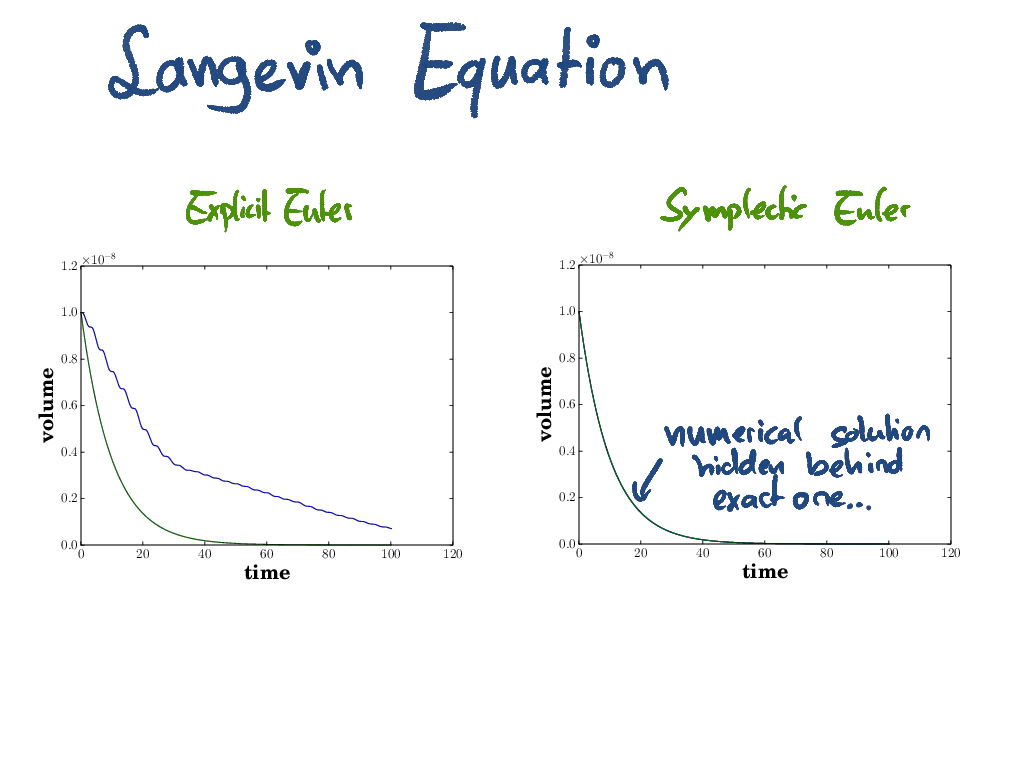 Langevin Equation
Explicit Euler
Symplectic Euler
×10⁻⁸
1.2
1.0
0.8
0.6
0.4
0.2
0.0
volume
0 20 40 60 80 100 120
time
×10⁻⁸
1.2
1.0
0.8
0.6
0.4
0.2
0.0
volume
numerical solution
hidden behind
exact one...
0 20 40 60 80 100 120
time